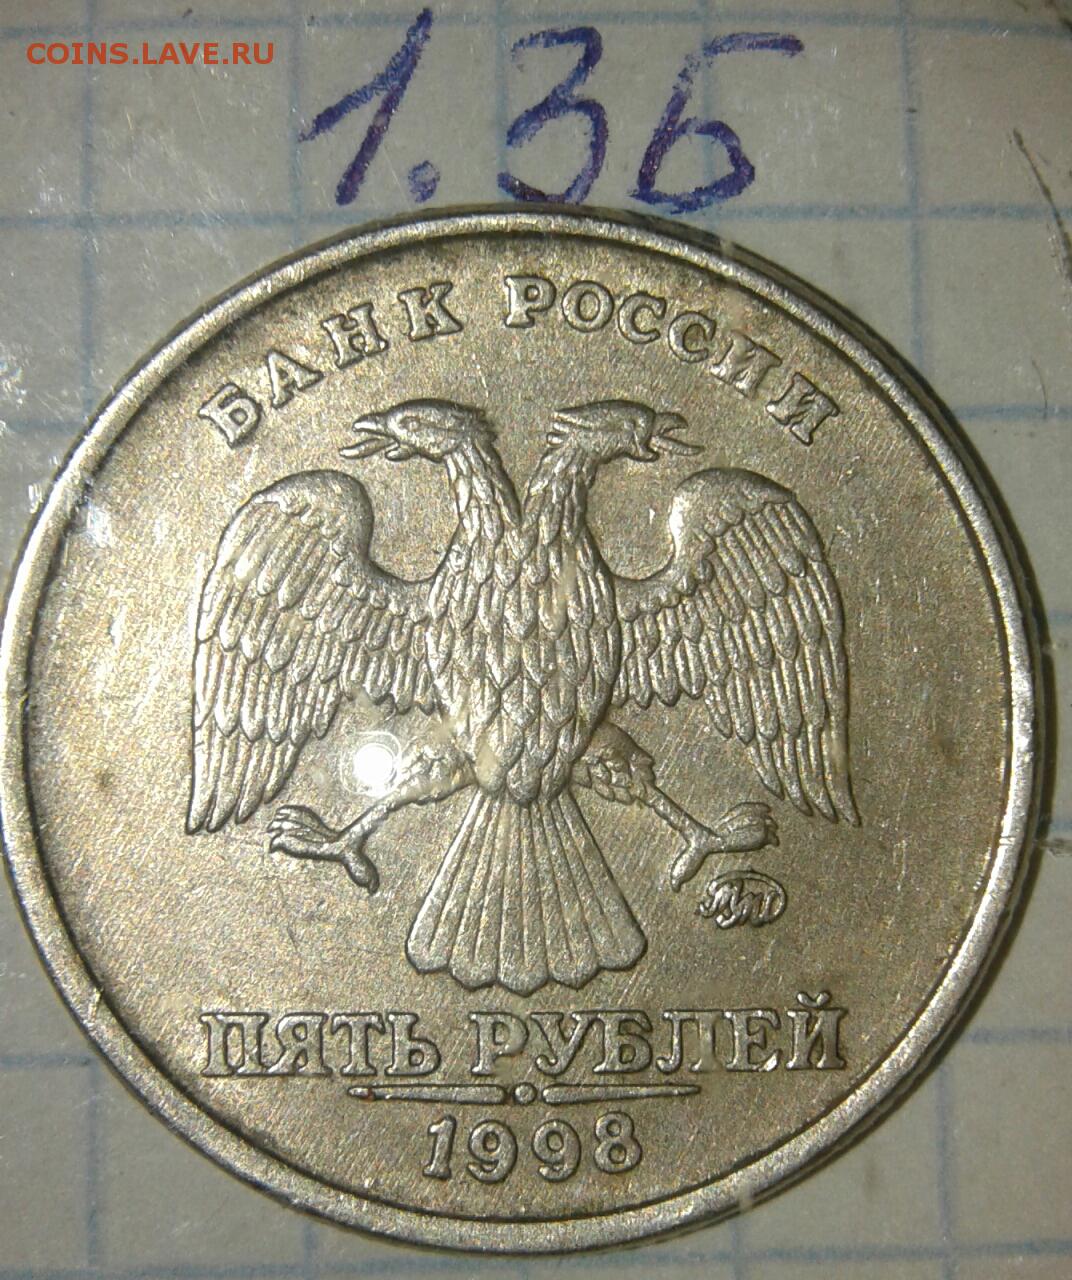 COINS.LAVE.RU
1.3Б
БАНК РОССИИ
ММД
ПЯТЬ РУБЛЕЙ
1998